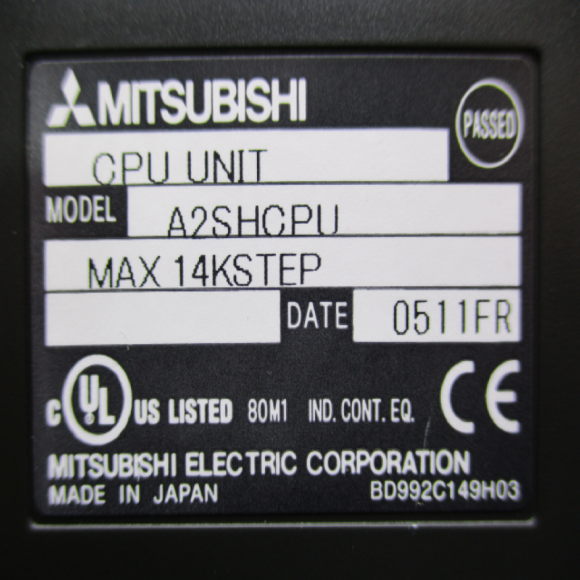 MITSUBISHI
PASSED
CPU UNIT
MODEL A2SHCPU
MAX 14KSTEP
DATE 0511FR
C UL US LISTED 80M1 IND. CONT. EQ. CE
MITSUBISHI ELECTRIC CORPORATION
MADE IN JAPAN BD992C149H03